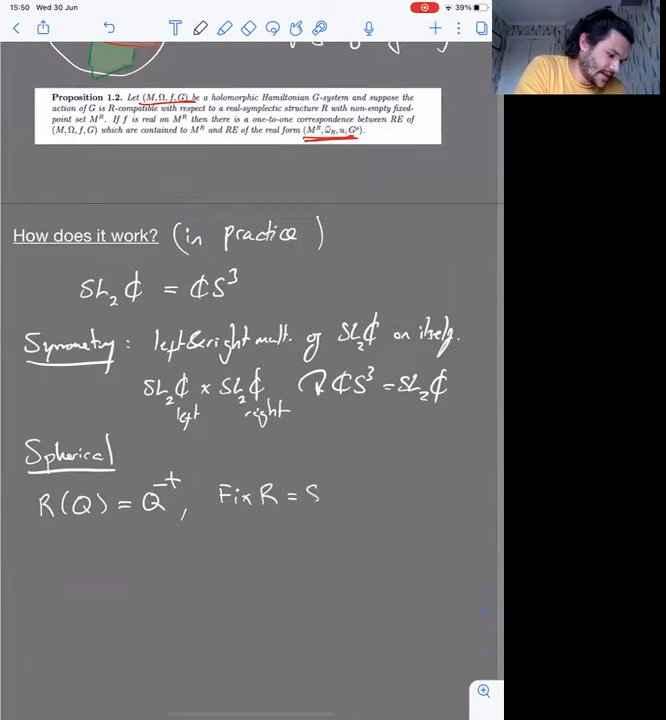 15:50 Wed 30 Jun 39%
Proposition 1.2. Let (M, Ω, f, G) be a holomorphic Hamiltonian G-system and suppose the
action of G is R-compatible with respect to a real-symplectic structure R with non-empty fixed-
point set M^R. If f is real on M^R then there is a one-to-one correspondence between RE of
(M, Ω, f, G) which are contained to M^R and RE of the real form (M^R, Ω̂_R, u, G^ρ).
How does it work? (in practice)
SL₂ℂ = ℂS³
Symmetry: left & right mult. of SL₂ℂ on itself.
SL₂ℂ × SL₂ℂ ↷ ℂS³ = SL₂ℂ
left right
Spherical
R(Q) = Q^{-†}, Fix R = S